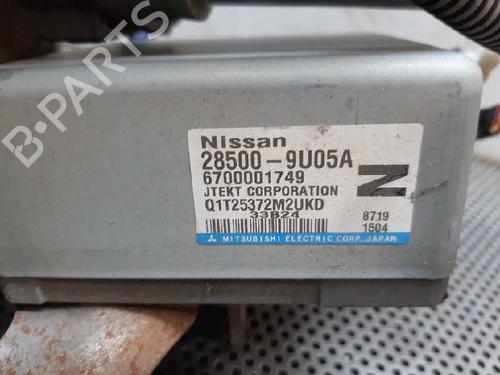 B-PARTS
Nissan
28500-9U05A
6700001749
JTEKT CORPORATION
Q1T25372M2UKD
33B24
N
8719
1504
MITSUBISHI ELECTRIC CORP. JAPAN